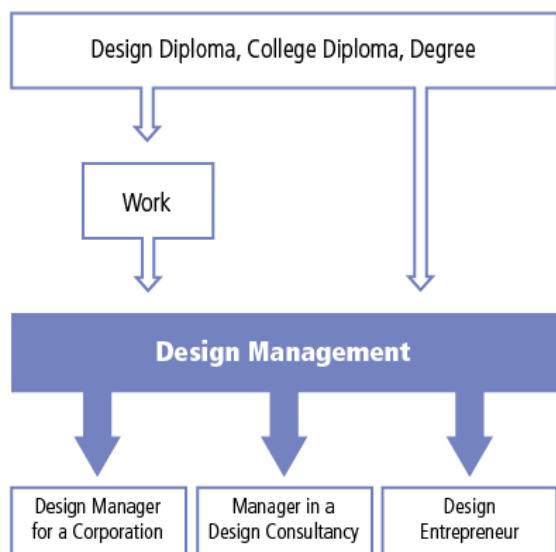 Design Diploma, College Diploma, Degree
Work
Design Management
Design Manager
for a Corporation
Manager in a
Design Consultancy
Design
Entrepreneur